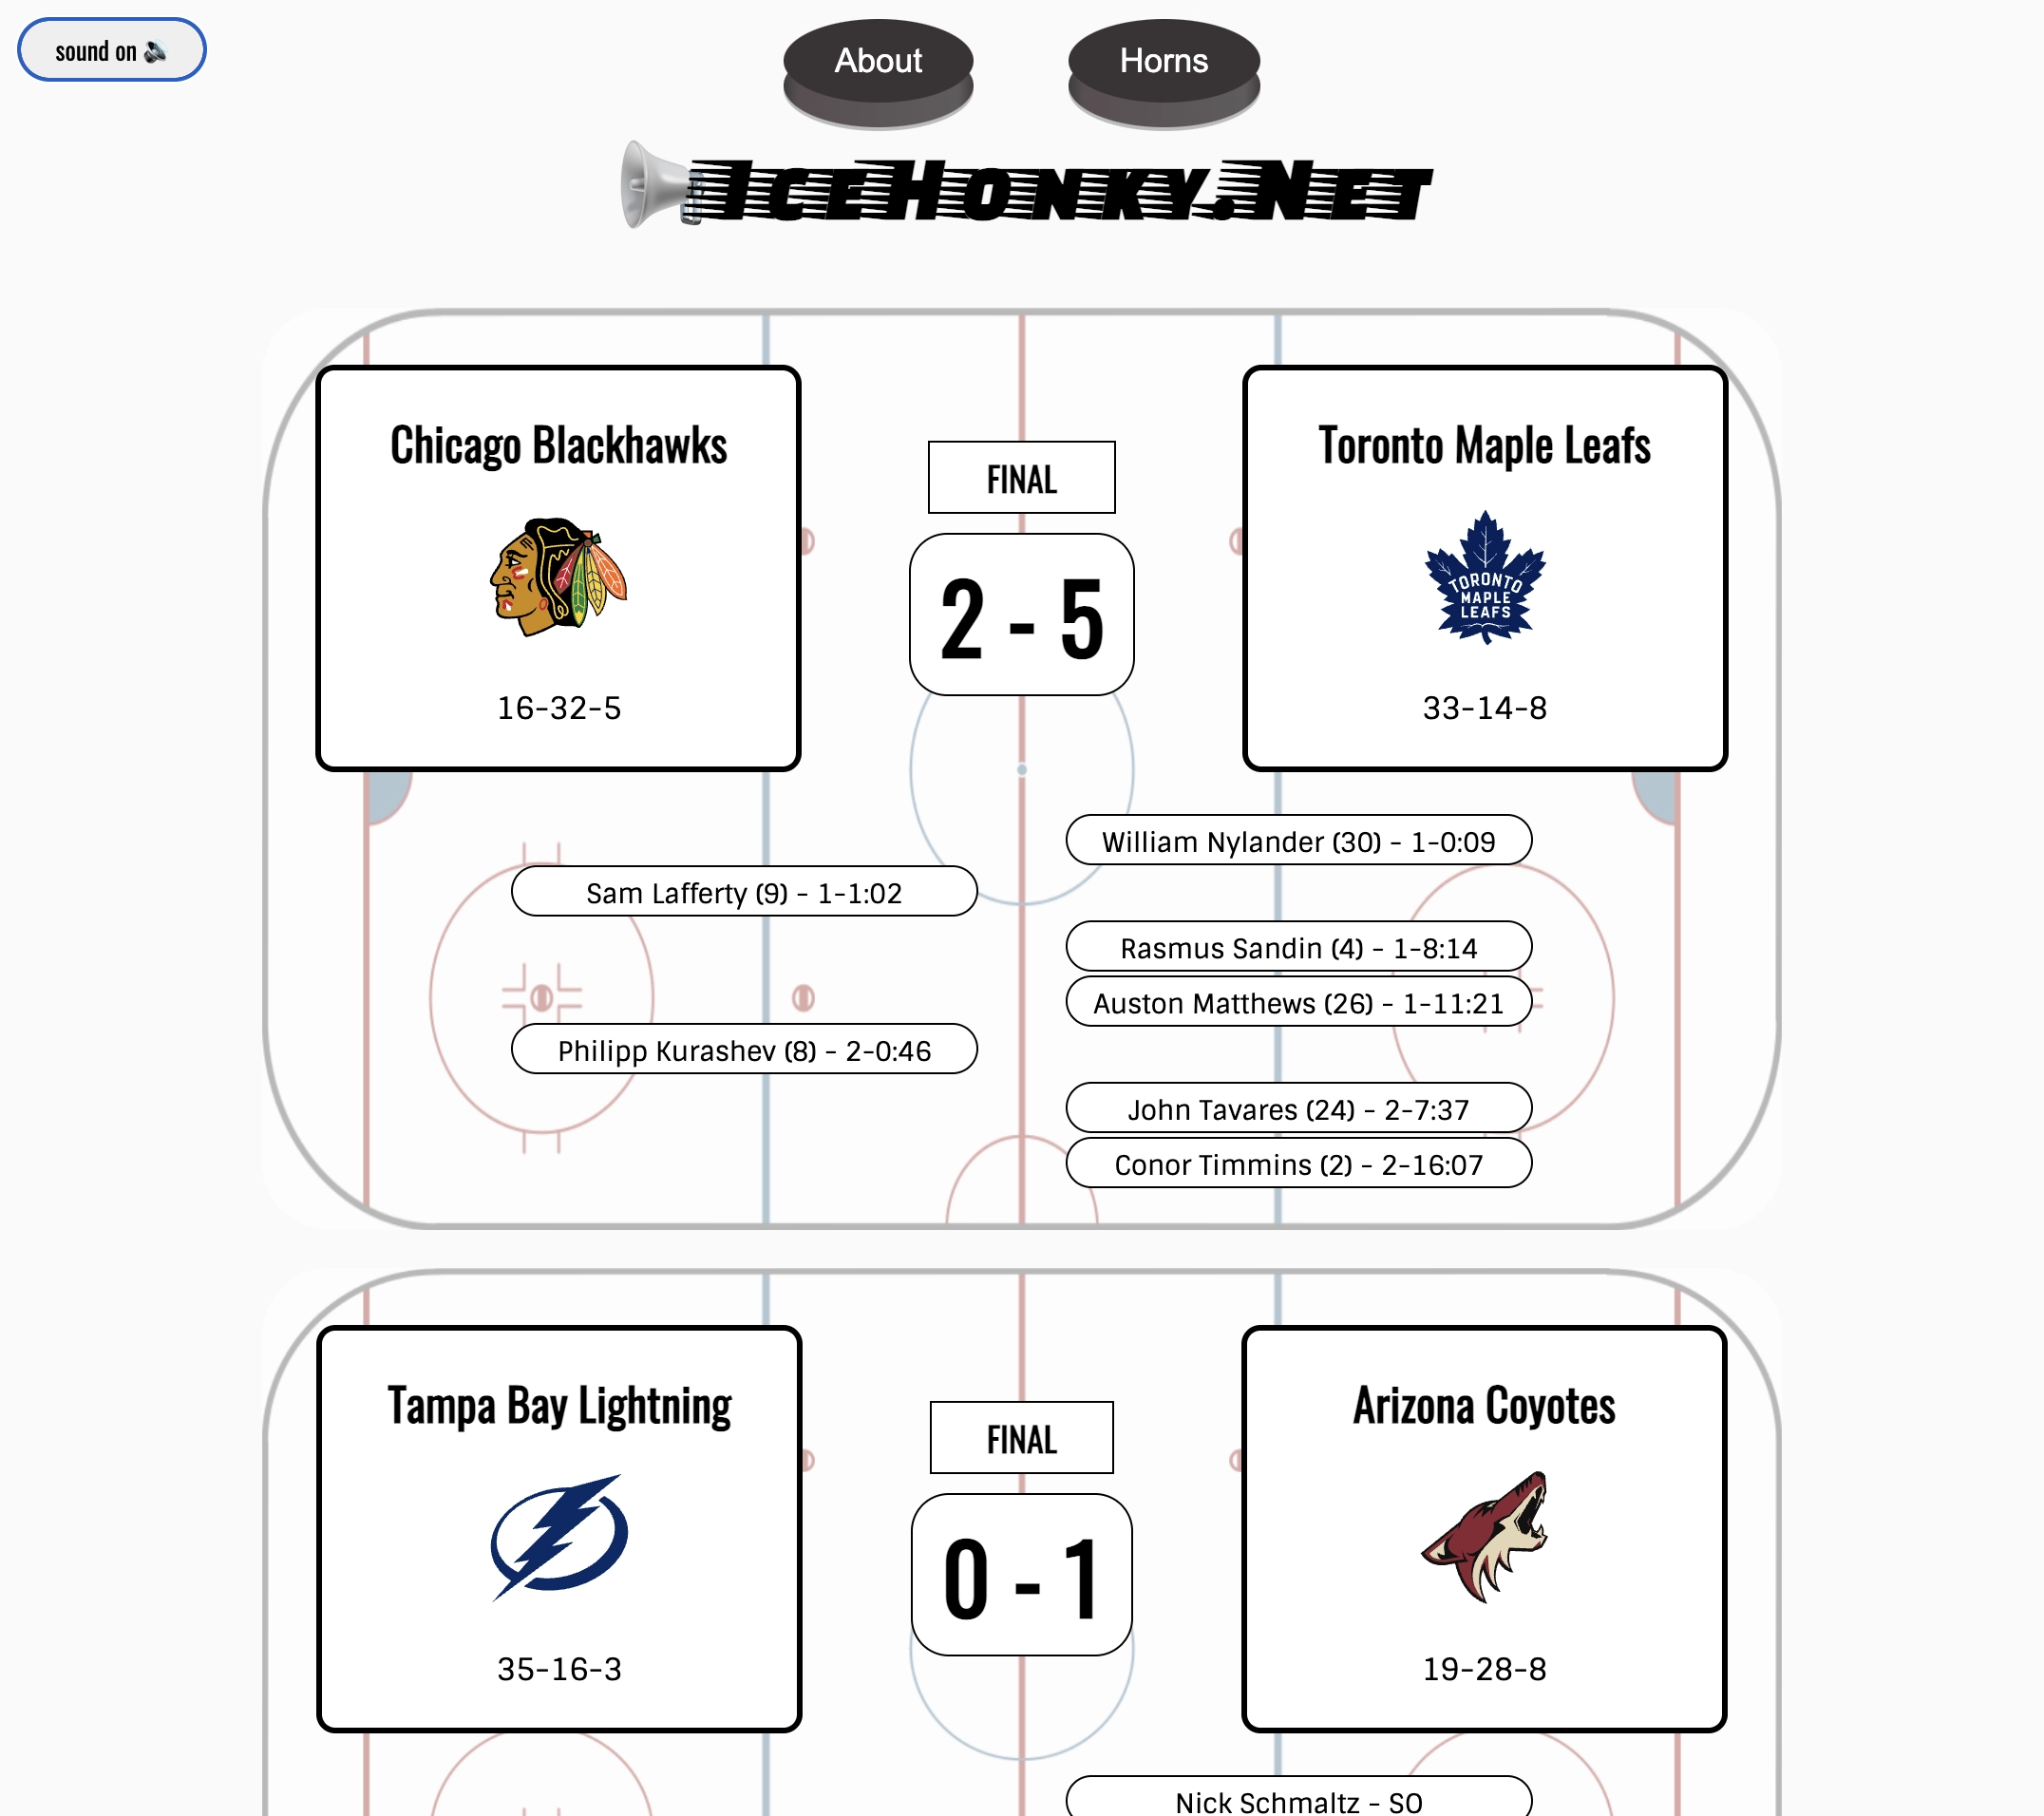 sound on
About
Horns
IceHonky.Net
Chicago Blackhawks
16-32-5
FINAL
2 - 5
Toronto Maple Leafs
TORONTO
MAPLE
LEAFS
33-14-8
William Nylander (30) - 1-0:09
Sam Lafferty (9) - 1-1:02
Rasmus Sandin (4) - 1-8:14
Auston Matthews (26) - 1-11:21
Philipp Kurashev (8) - 2-0:46
John Tavares (24) - 2-7:37
Conor Timmins (2) - 2-16:07
Tampa Bay Lightning
35-16-3
FINAL
0 - 1
Arizona Coyotes
19-28-8
Nick Schmaltz - SO